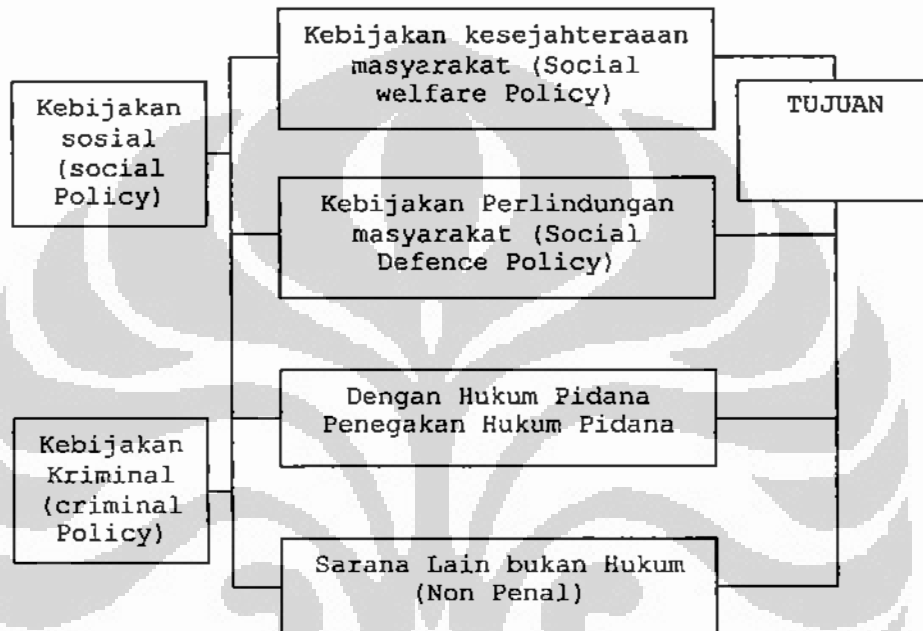 Kebijakan kesejahteraaan
masyarakat (Social
welfare Policy)
Kebijakan
sosial
(social
Policy)
TUJUAN
Kebijakan Perlindungan
masyarakat (Social
Defence Policy)
Dengan Hukum Pidana
Penegakan Hukum Pidana
Kebijakan
Kriminal
(criminal
Policy)
Sarana Lain bukan Hukum
(Non Penal)